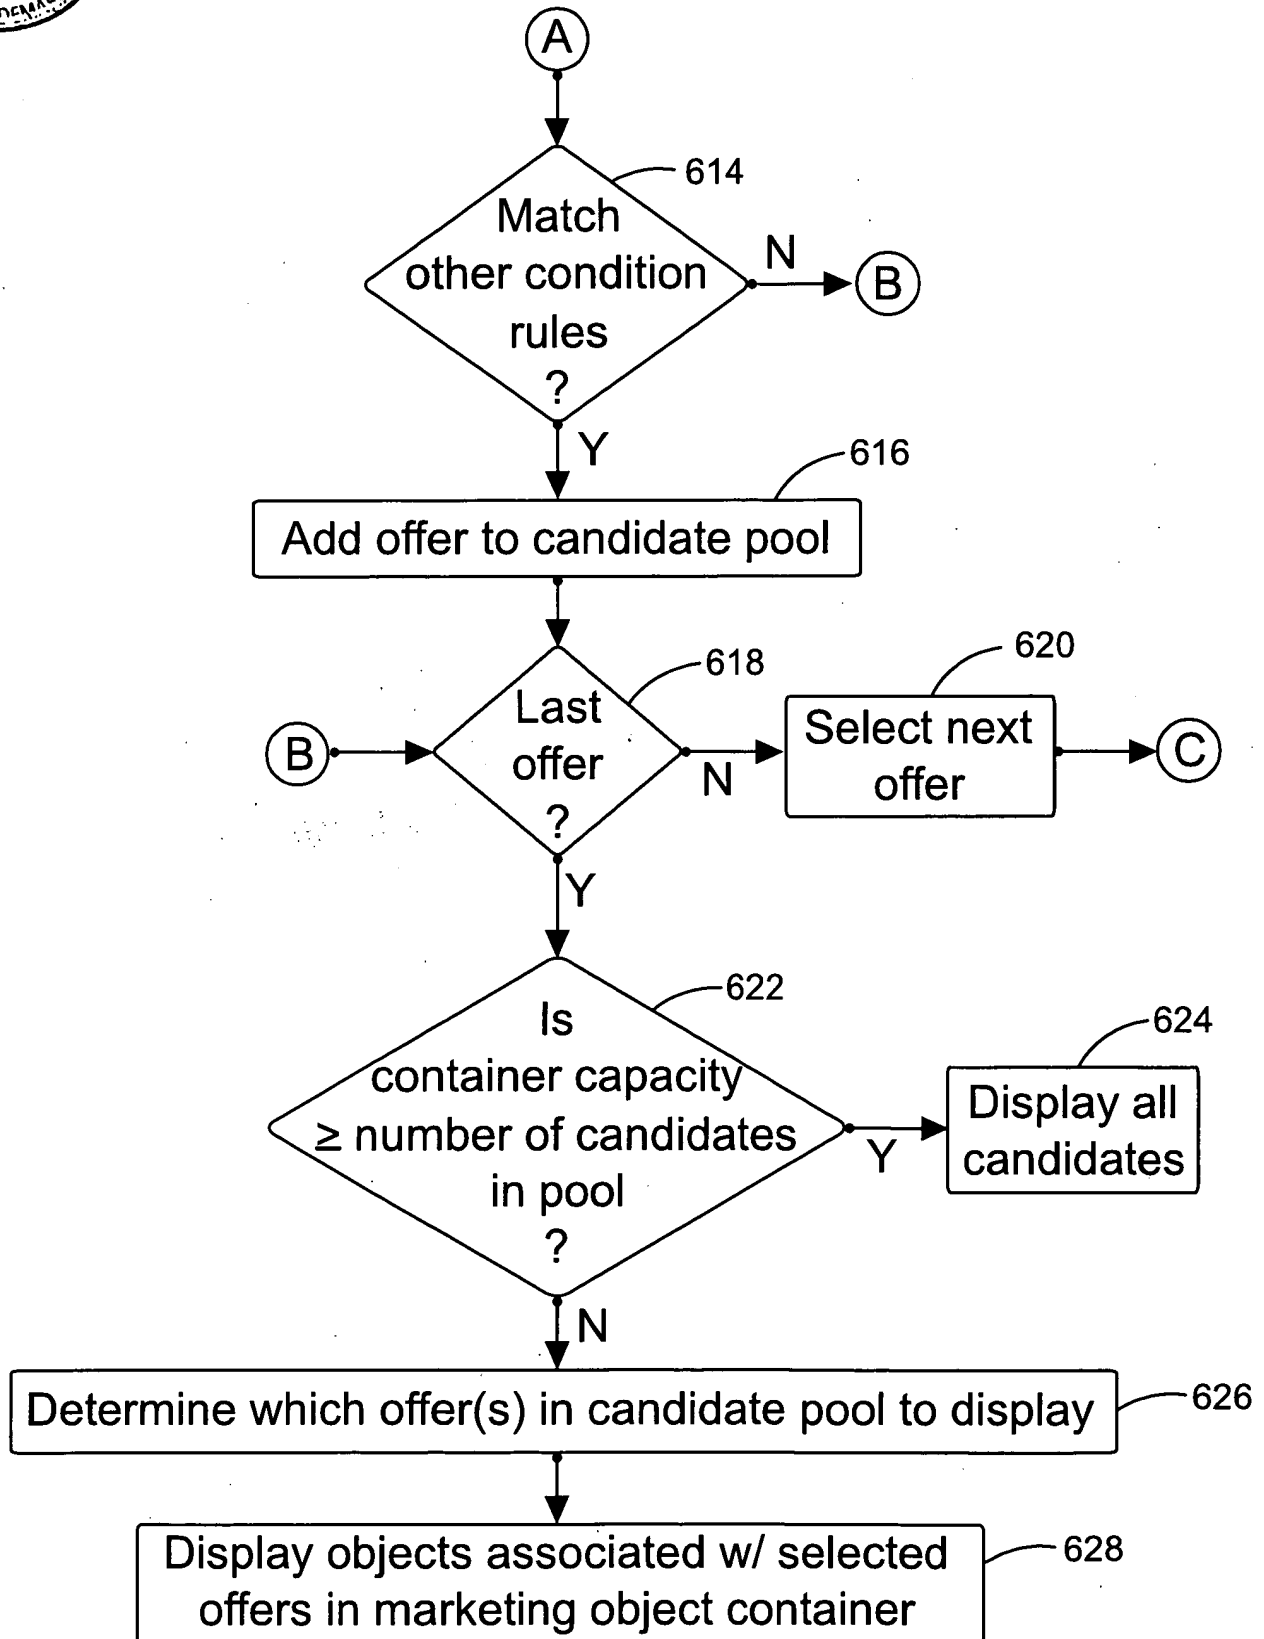 A
614
Match
other condition
rules
?
N
B
Y
616
Add offer to candidate pool
618
620
Last
offer
?
B
N
Select next
offer
C
Y
622
Is
container capacity
≥ number of candidates
in pool
?
624
Display all
candidates
Y
N
Determine which offer(s) in candidate pool to display
626
Display objects associated w/ selected
offers in marketing object container
628